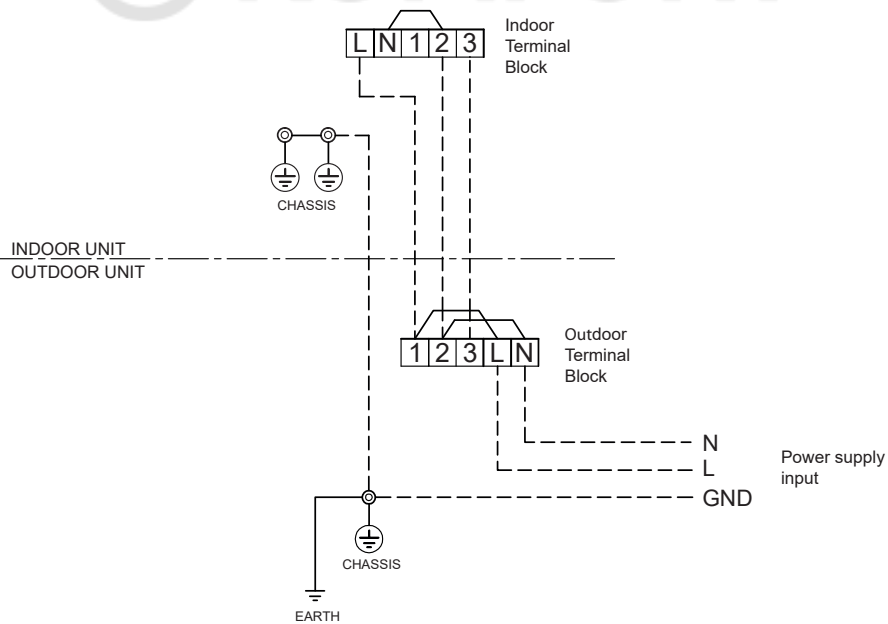 Indoor
Terminal
Block
L N 1 2 3
CHASSIS
INDOOR UNIT
OUTDOOR UNIT
Outdoor
Terminal
Block
1 2 3 L N
N
L
GND
Power supply
input
CHASSIS
EARTH